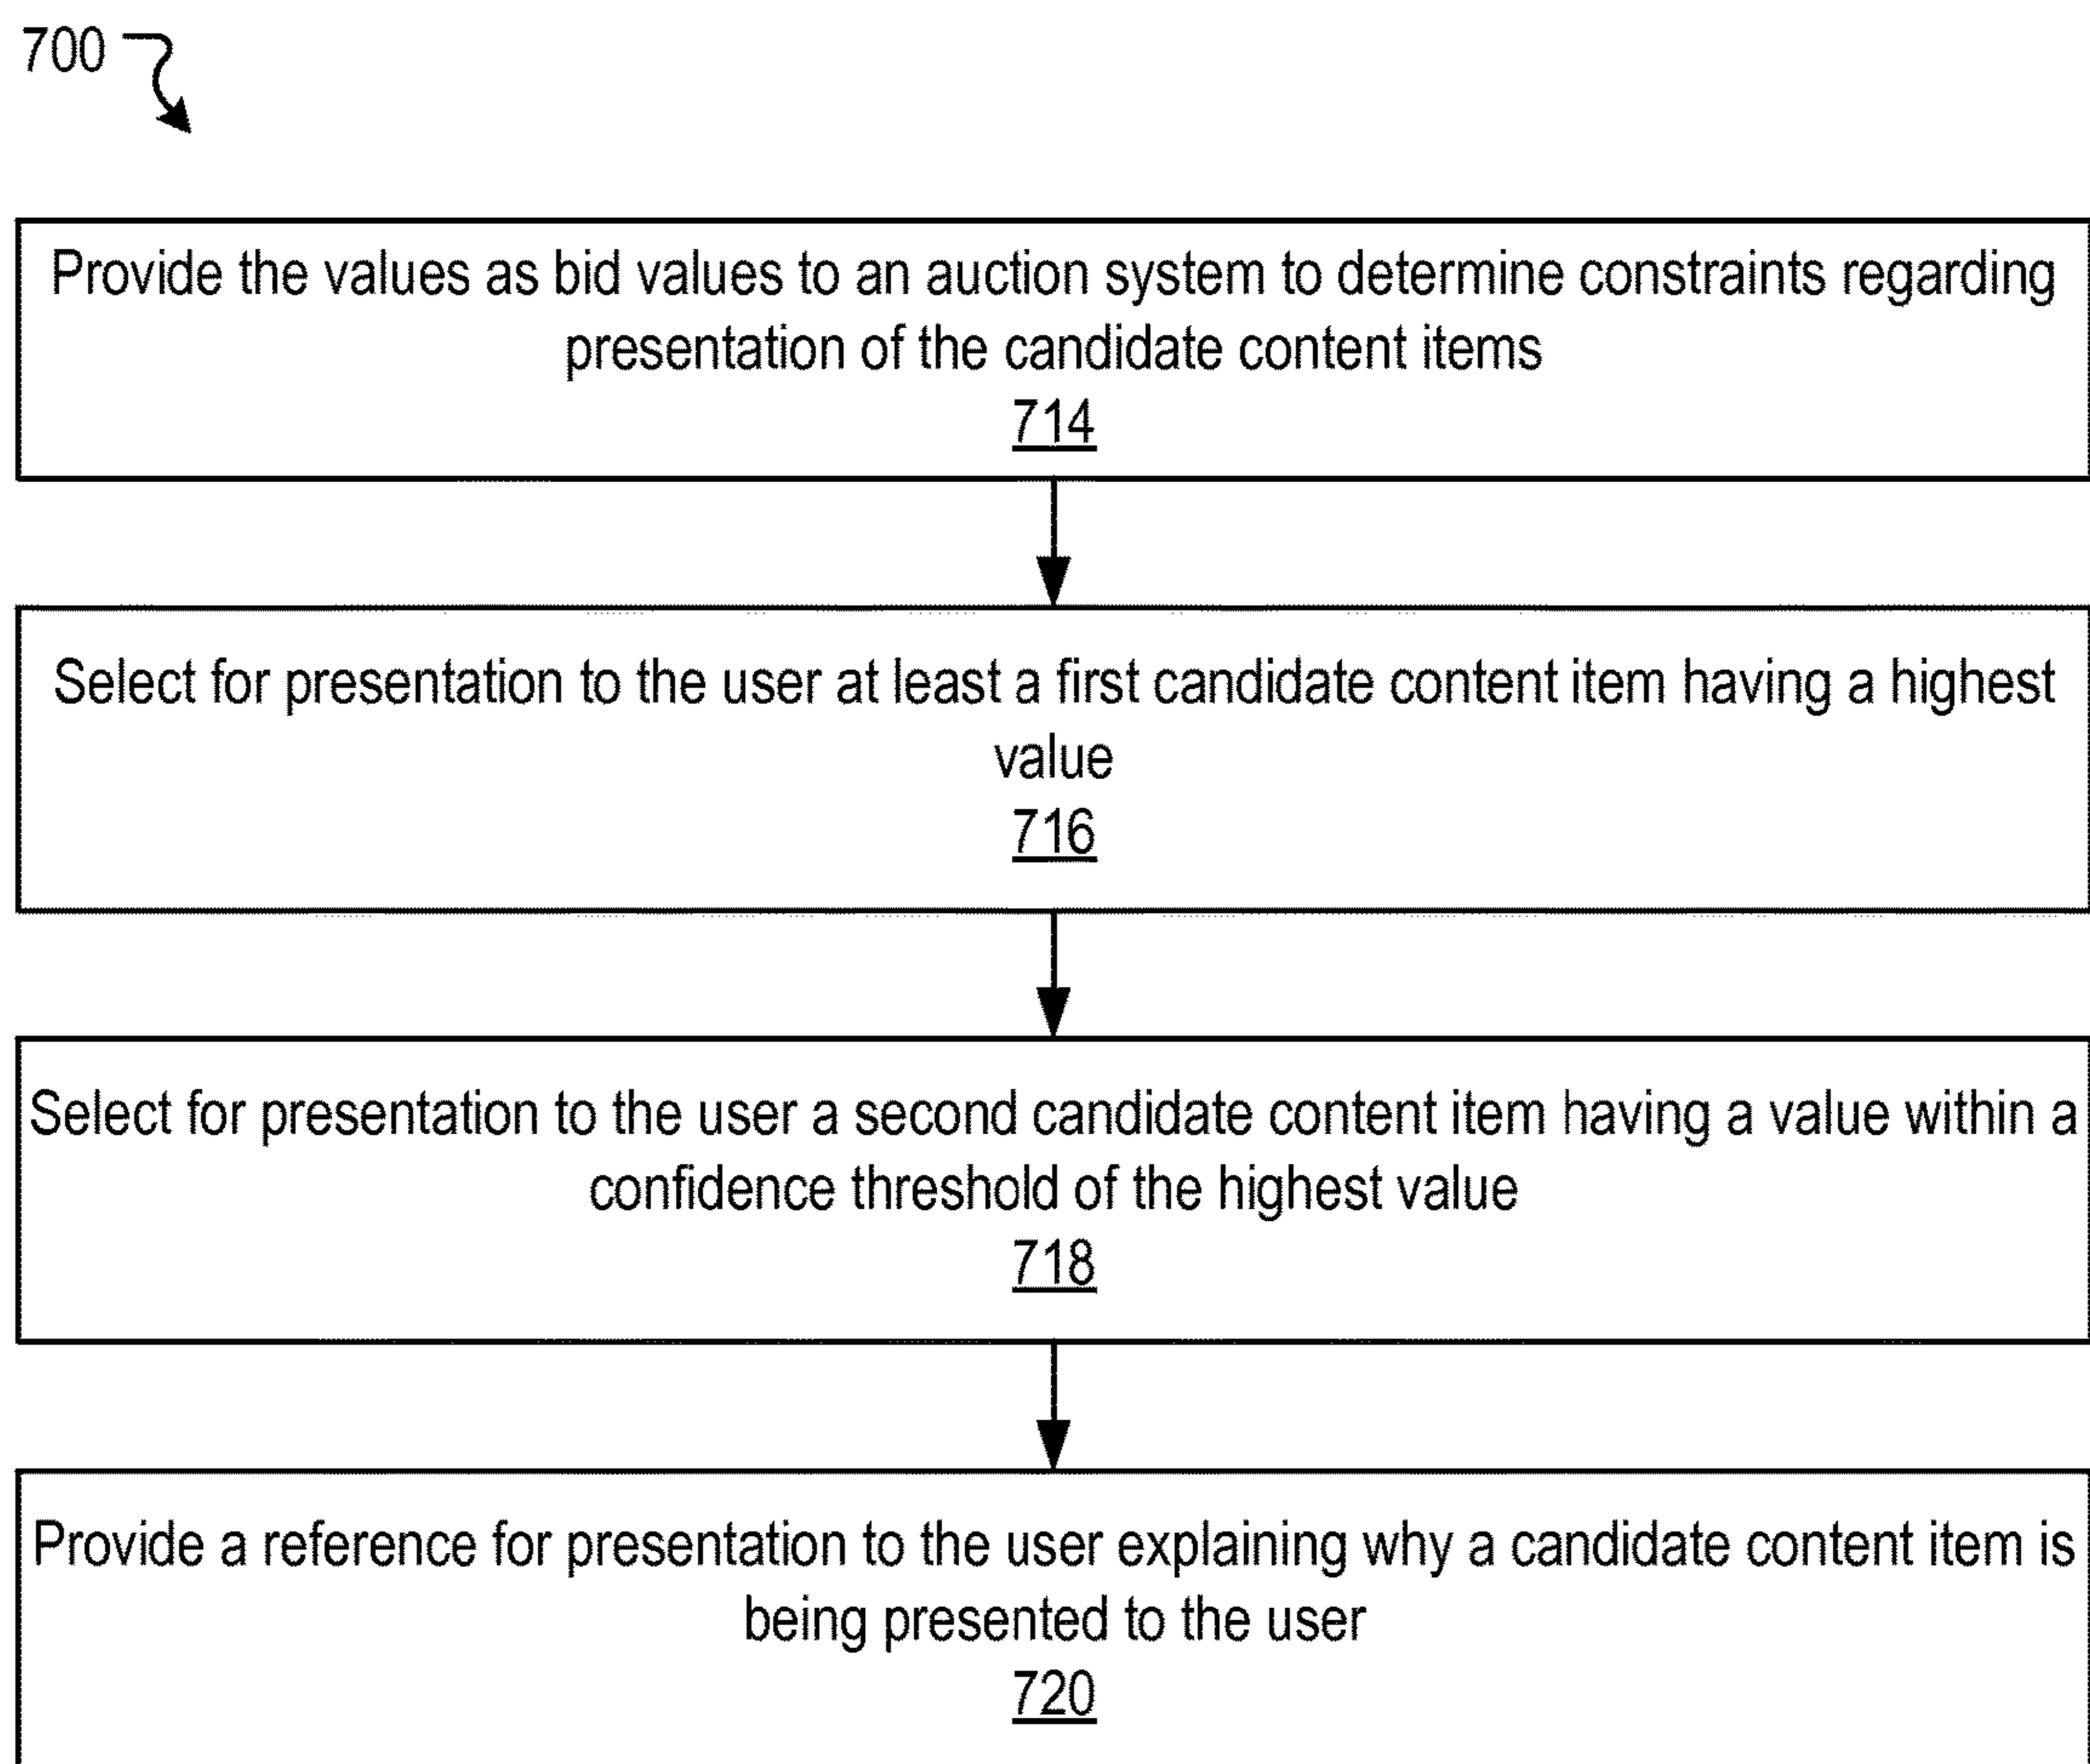 700
Provide the values as bid values to an auction system to determine constraints regarding
presentation of the candidate content items
714
Select for presentation to the user at least a first candidate content item having a highest
value
716
Select for presentation to the user a second candidate content item having a value within a
confidence threshold of the highest value
718
Provide a reference for presentation to the user explaining why a candidate content item is
being presented to the user
720